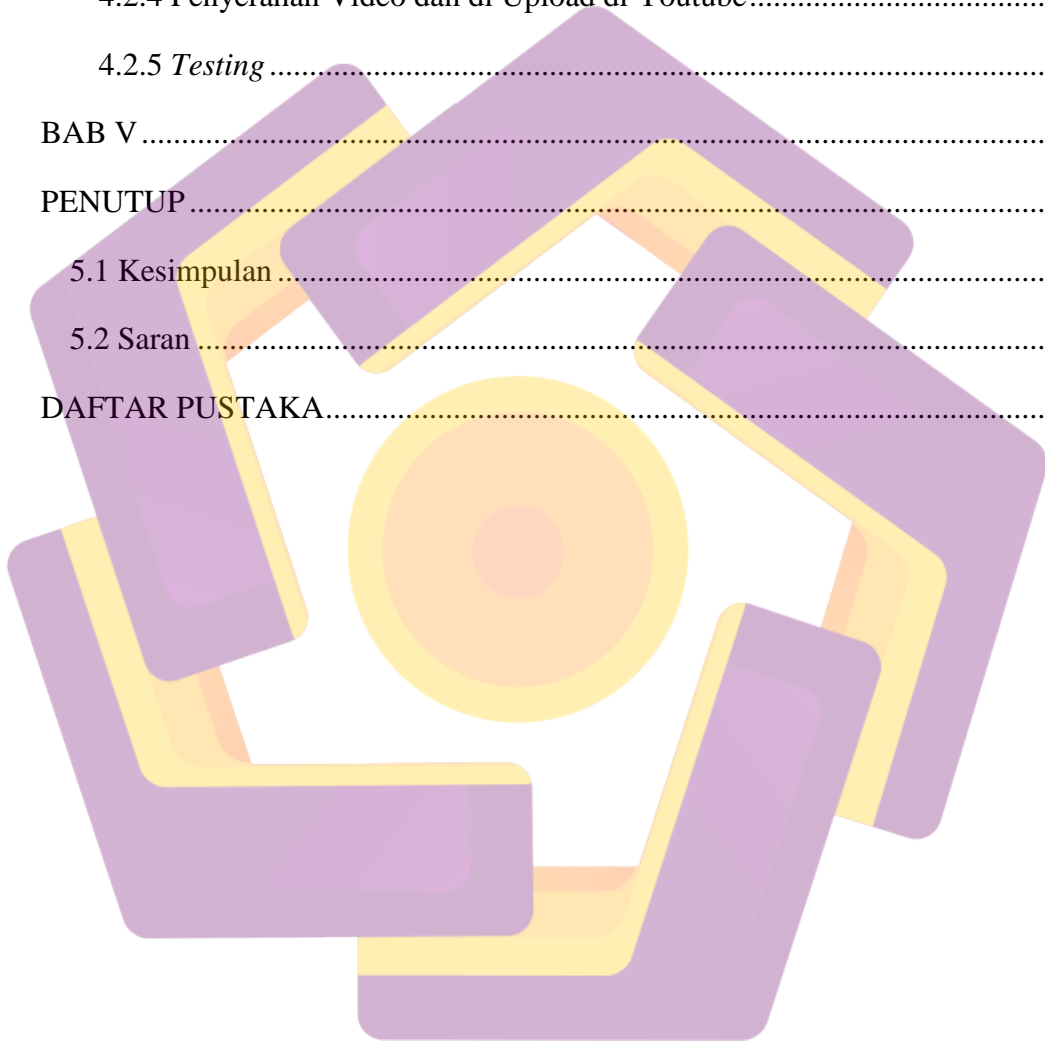 4.2.4 Penyerahan Video dan di Upload di Youtube..............................
4.2.5 Testing..............................................................................................
BAB V................................................................................................................
PENUTUP..........................................................................................................
5.1 Kesimpulan..............................................................................................
5.2 Saran........................................................................................................
DAFTAR PUSTAKA.........................................................................................